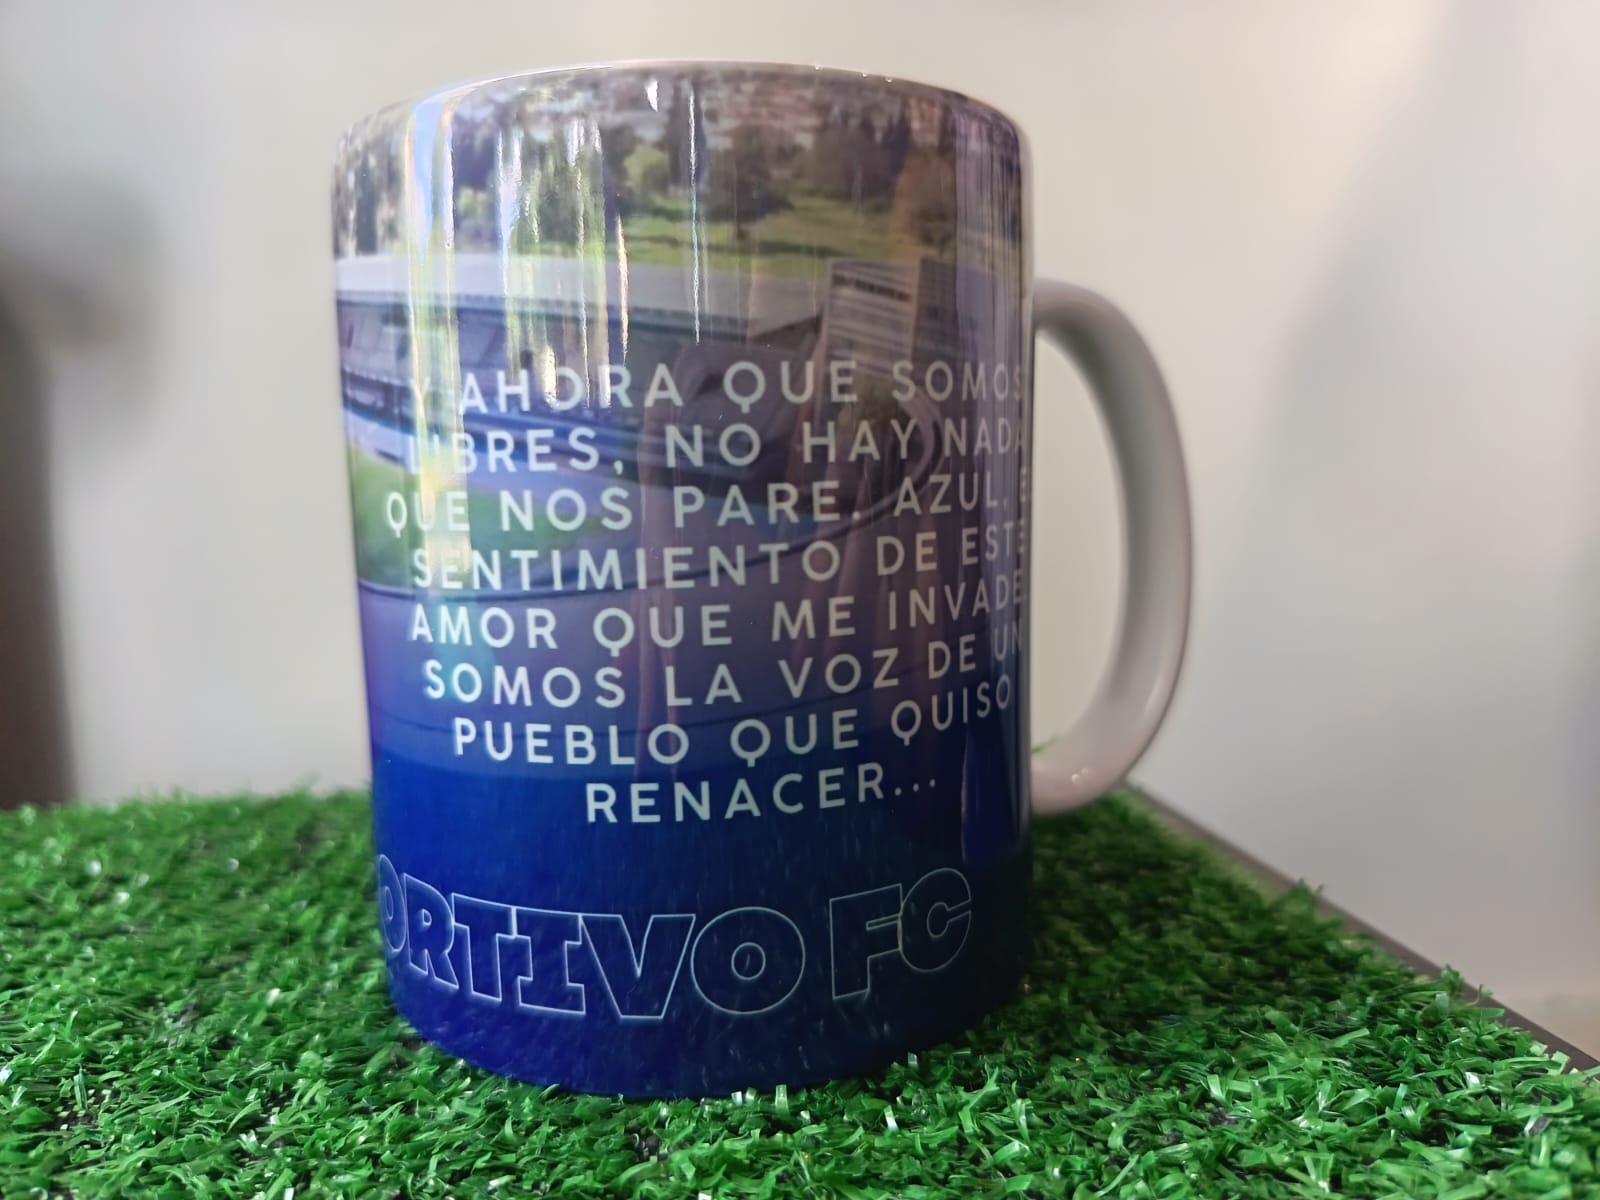 Y AHORA QUE SOMOS
LIBRES, NO HAY NADA
QUE NOS PARE. AZUL, E
SENTIMIENTO DE ESTE
AMOR QUE ME INVADE.
SOMOS LA VOZ DE UN
PUEBLO QUE QUISO
RENACER...
ORTIVO FC